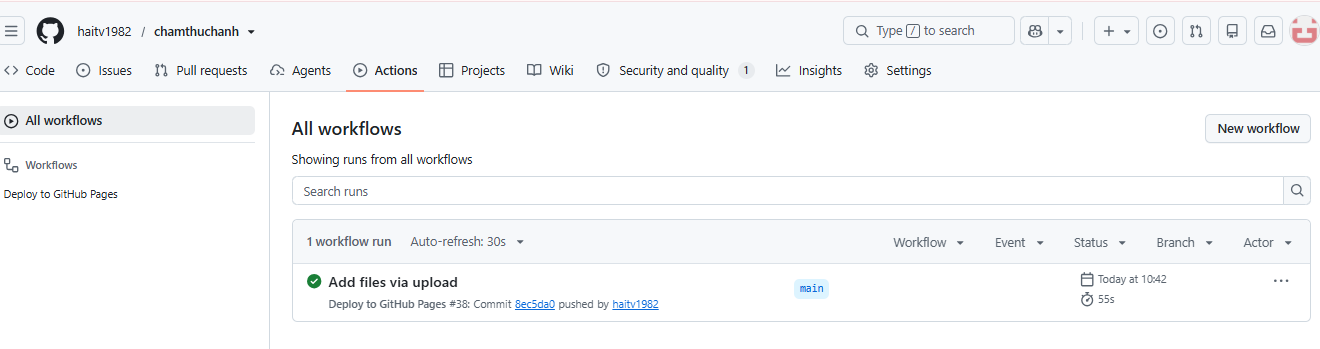 haitv1982 / chamthuchanh
Type / to search
Code Issues Pull requests Agents Actions Projects Wiki Security and quality 1 Insights Settings
All workflows
Workflows
Deploy to GitHub Pages
All workflows
New workflow
Showing runs from all workflows
Search runs
1 workflow run Auto-refresh: 30s Workflow Event Status Branch Actor
Add files via upload
Deploy to GitHub Pages #38: Commit 8ec5da0 pushed by haitv1982
main
Today at 10:42
55s